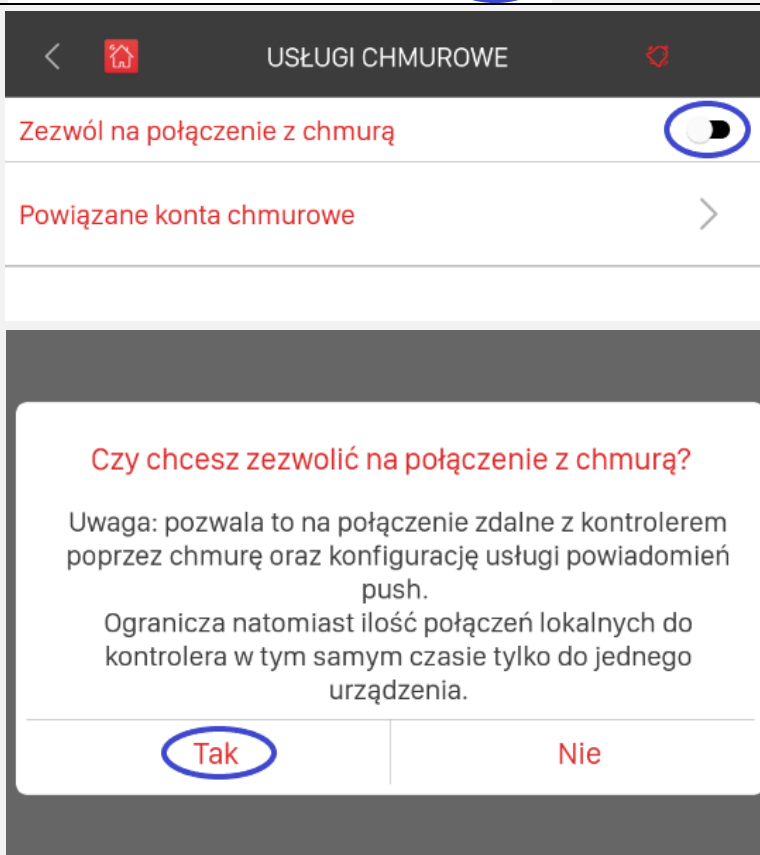 USŁUGI CHMUROWE
Zezwól na połączenie z chmurą
Powiązane konta chmurowe
Czy chcesz zezwolić na połączenie z chmurą?
Uwaga: pozwala to na połączenie zdalne z kontrolerem
poprzez chmurę oraz konfigurację usługi powiadomień
push.
Ogranicza natomiast ilość połączeń lokalnych do
kontrolera w tym samym czasie tylko do jednego
urządzenia.
Tak
Nie